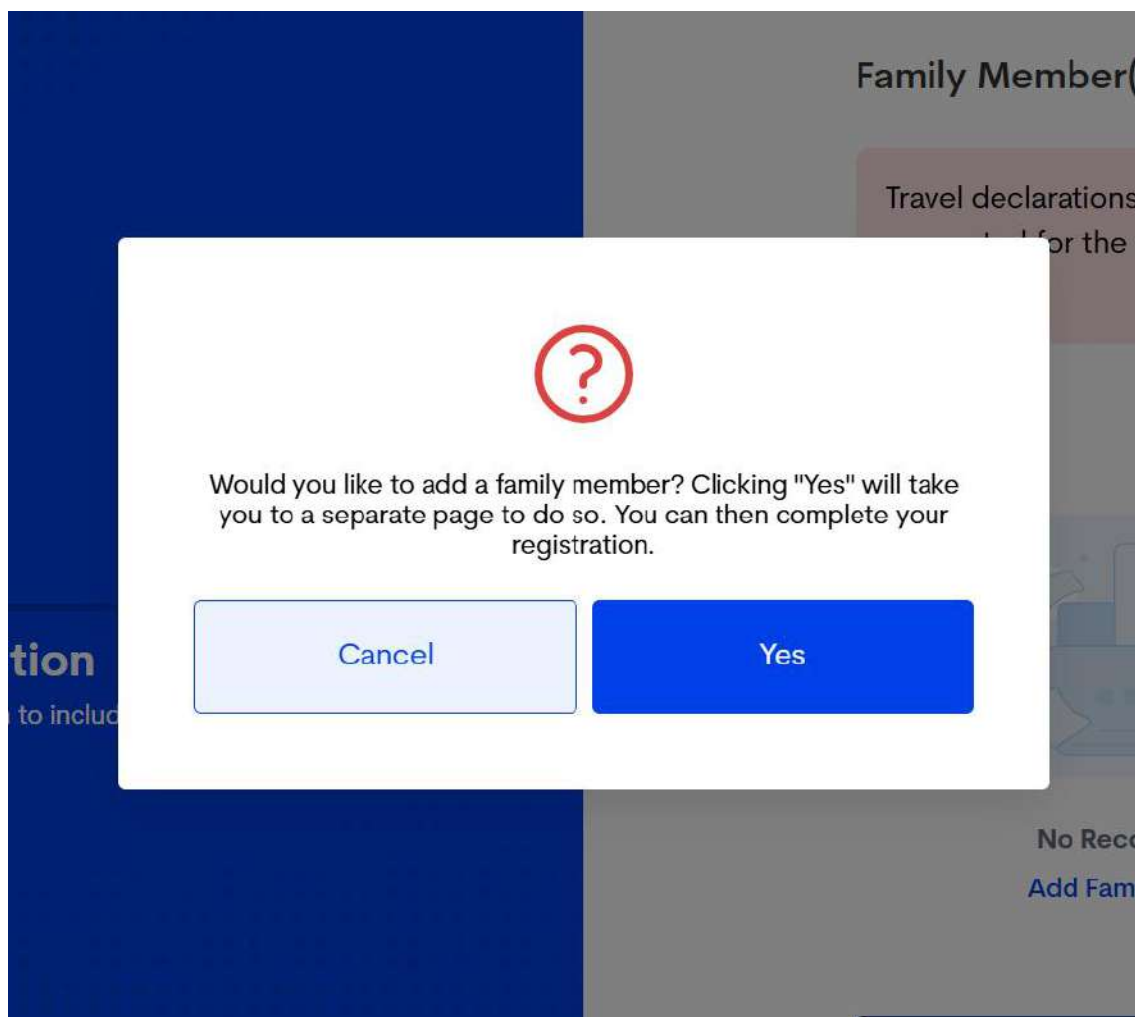 Family Member(
Travel declarations
for the
Would you like to add a family member? Clicking "Yes" will take
you to a separate page to do so. You can then complete your
registration.
Cancel
Yes
tion
to includ
No Reco
Add Fam